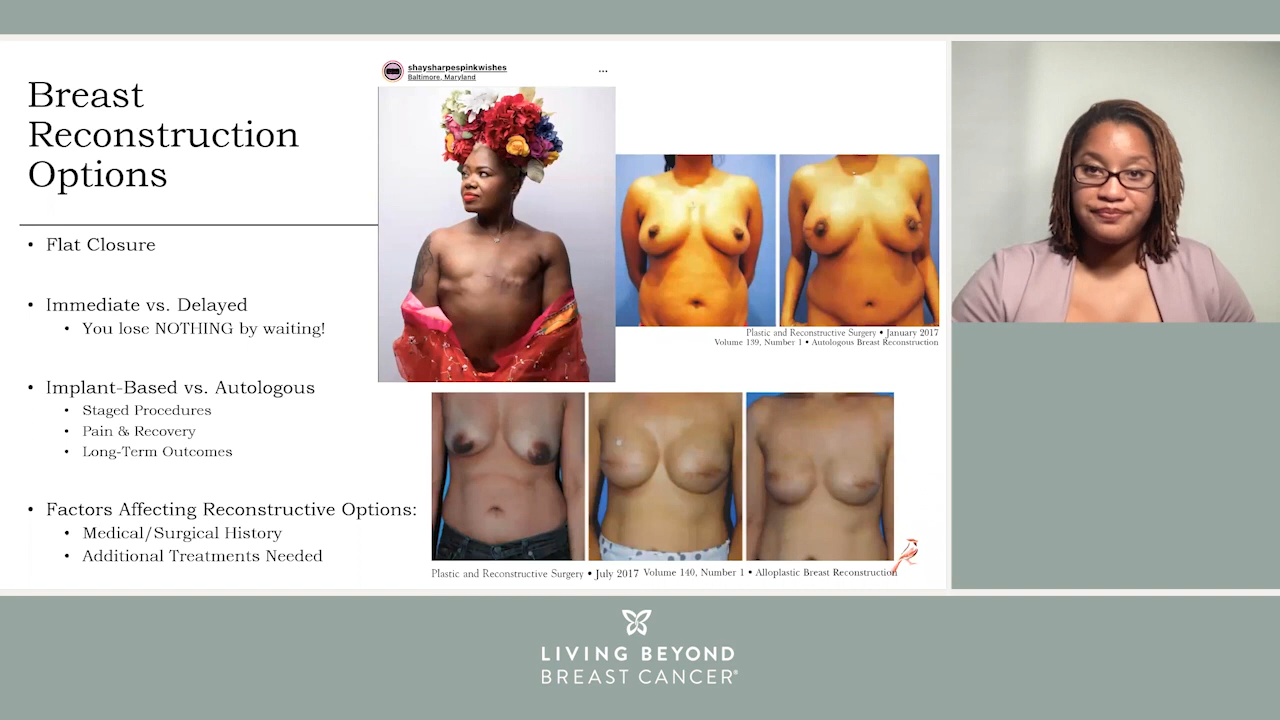 Breast
Reconstruction
Options
• Flat Closure
• Immediate vs. Delayed
• You lose NOTHING by waiting!
• Implant-Based vs. Autologous
• Staged Procedures
• Pain & Recovery
• Long-Term Outcomes
• Factors Affecting Reconstructive Options:
• Medical/Surgical History
• Additional Treatments Needed
shaysharpespinkwishes
Baltimore, Maryland
...
Plastic and Reconstructive Surgery • January 2017
Volume 139, Number 1 • Autologous Breast Reconstruction
Plastic and Reconstructive Surgery • July 2017 Volume 140, Number 1 • Alloplastic Breast Reconstruction
LIVING BEYOND
BREAST CANCER®